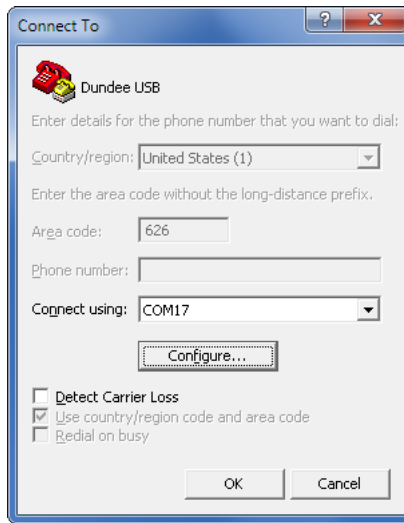 Connect To
?
Dundee USB
Enter details for the phone number that you want to dial:
Country/region: United States (1)
Enter the area code without the long-distance prefix.
Area code: 626
Phone number:
Connect using: COM17
Configure...
Detect Carrier Loss
Use country/region code and area code
Redial on busy
OK Cancel